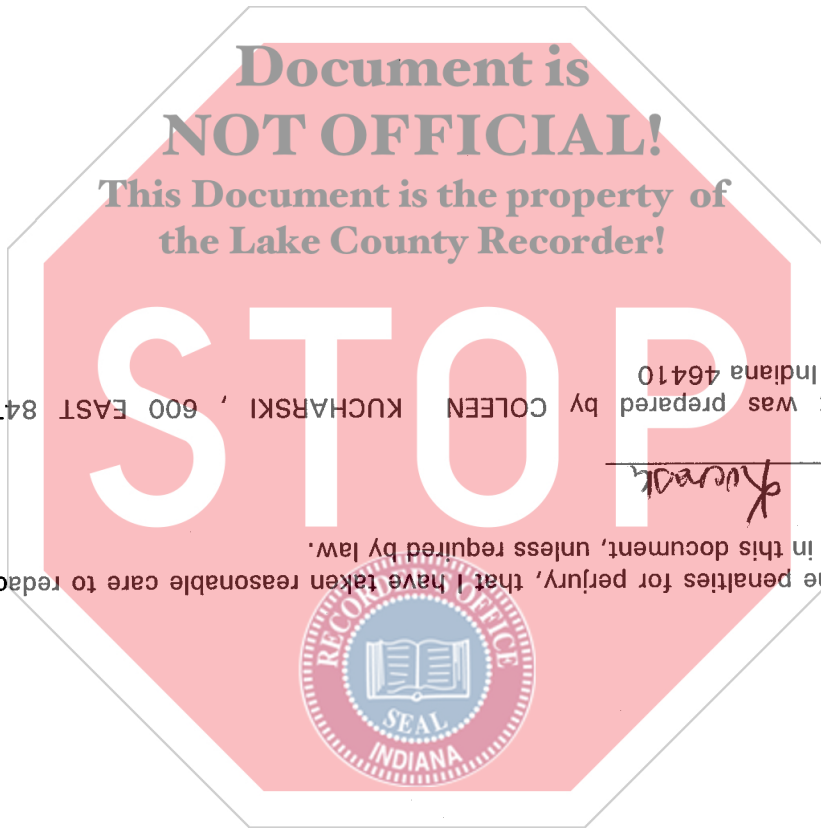 Document is
NOT OFFICIAL!
This Document is the property of
the Lake County Recorder!
STOP
RECORDER'S OFFICE
SEAL
INDIANA
penalties for perjury, that I have taken reasonable care to
in this document, unless required by law.
was prepared by COLEEN KUCHARSKI , 600 EAST 84
Indiana 46410